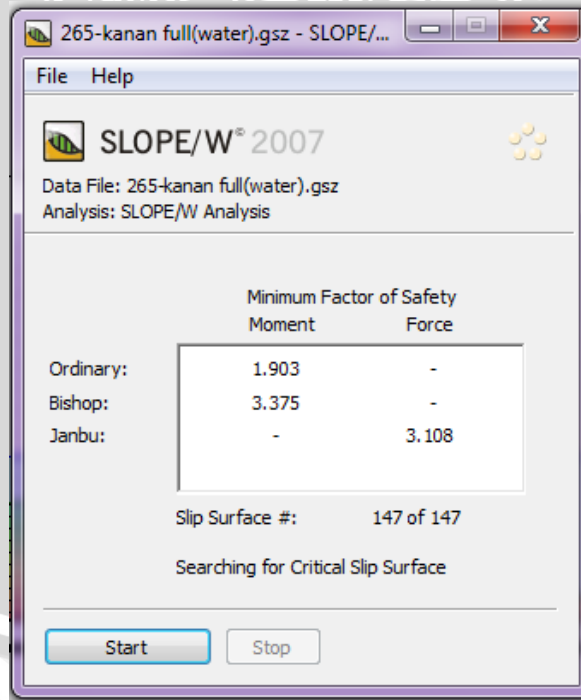 265-kanan full(water).gsz - SLOPE/...
File Help
SLOPE/W® 2007
Data File: 265-kanan full(water).gsz
Analysis: SLOPE/W Analysis
Minimum Factor of Safety
Moment Force
Ordinary: 1.903 -
Bishop: 3.375 -
Janbu: - 3.108
Slip Surface #: 147 of 147
Searching for Critical Slip Surface
Start Stop